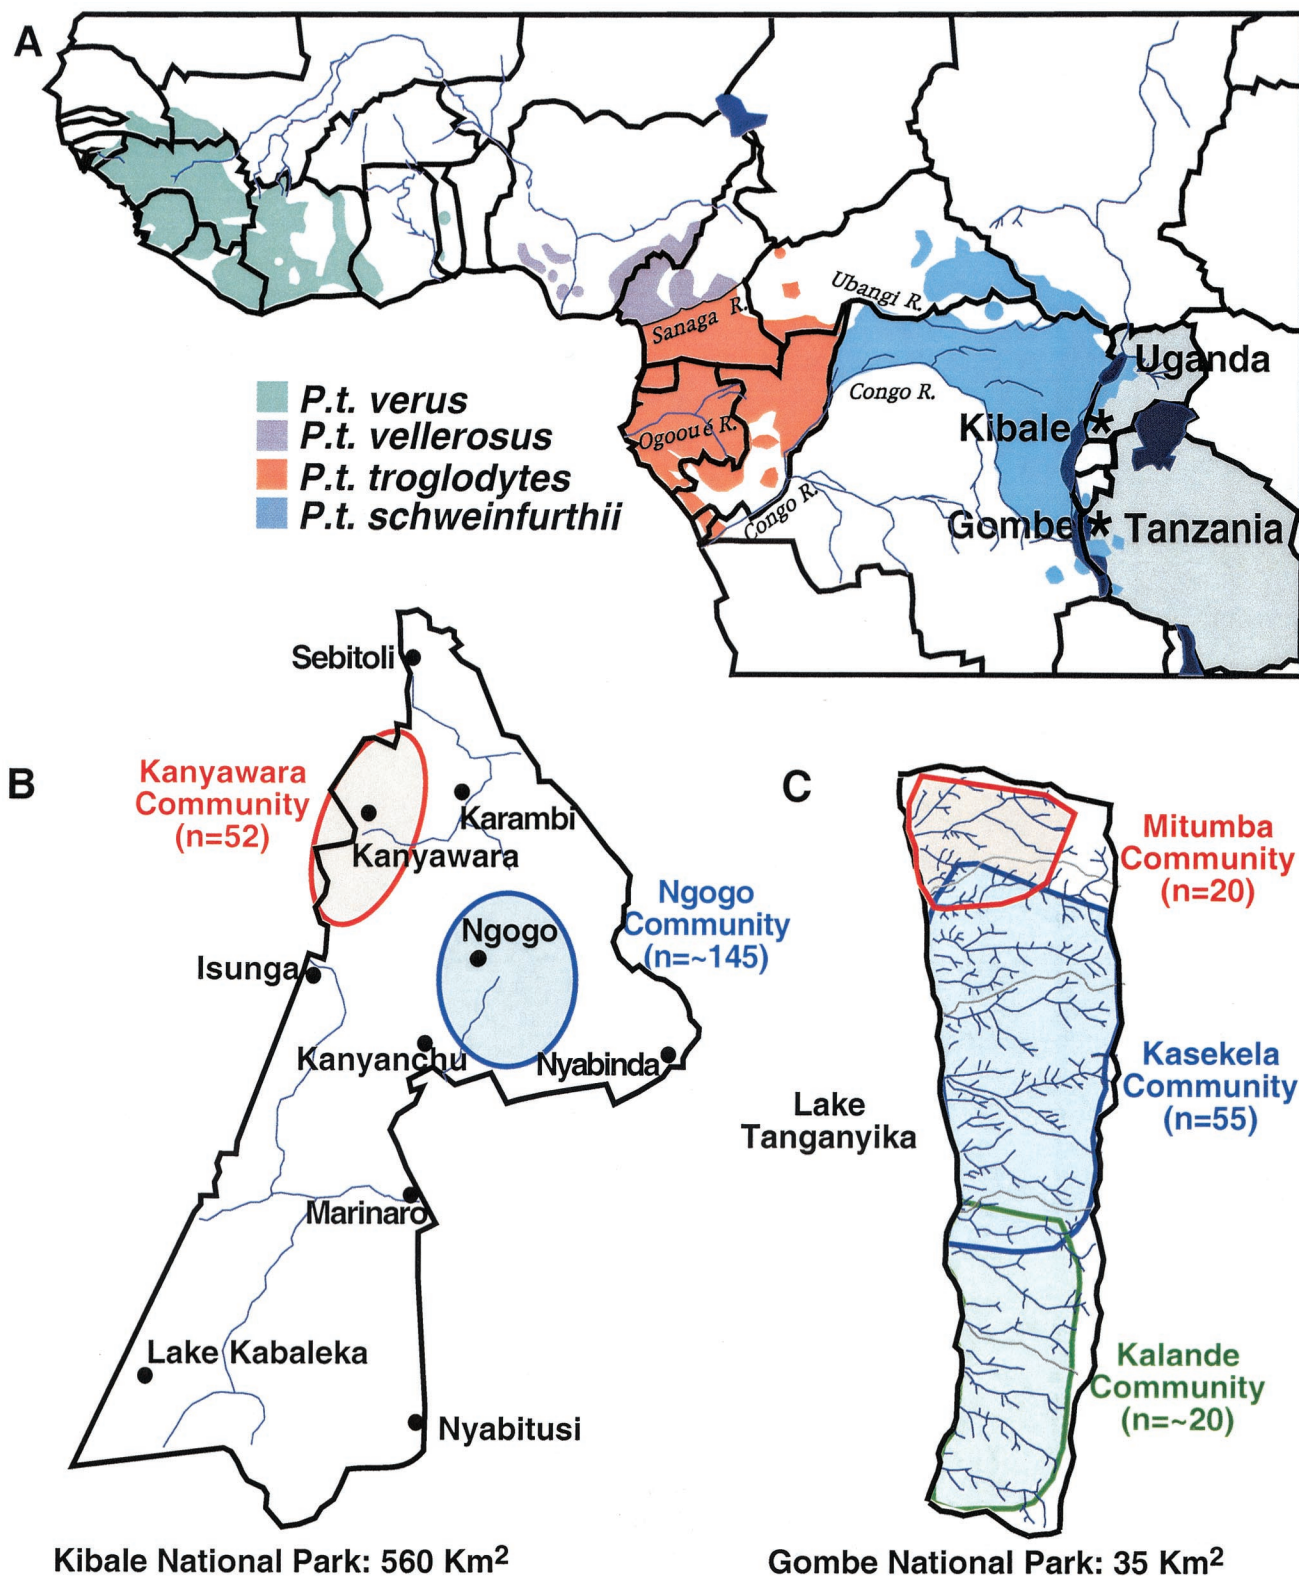 A
Sanaga R.
Ubangi R.
Uganda
P.t. verus
P.t. vellerosus
P.t. troglodytes
P.t. schweinfurthii
Congo R.
Kibale
Ogooué R.
Congo R.
Gombe
Tanzania
Sebitoli
B
Kanyawara
Community
(n=52)
Karambi
Kanyawara
Ngogo
Community
(n=~145)
Ngogo
Isunga
Kanyanchu
Nyabinda
Marinaro
Lake Kabaleka
Nyabitusi
Kibale National Park: 560 Km²
C
Mitumba
Community
(n=20)
Kasekela
Community
(n=55)
Lake
Tanganyika
Kalande
Community
(n=~20)
Gombe National Park: 35 Km²